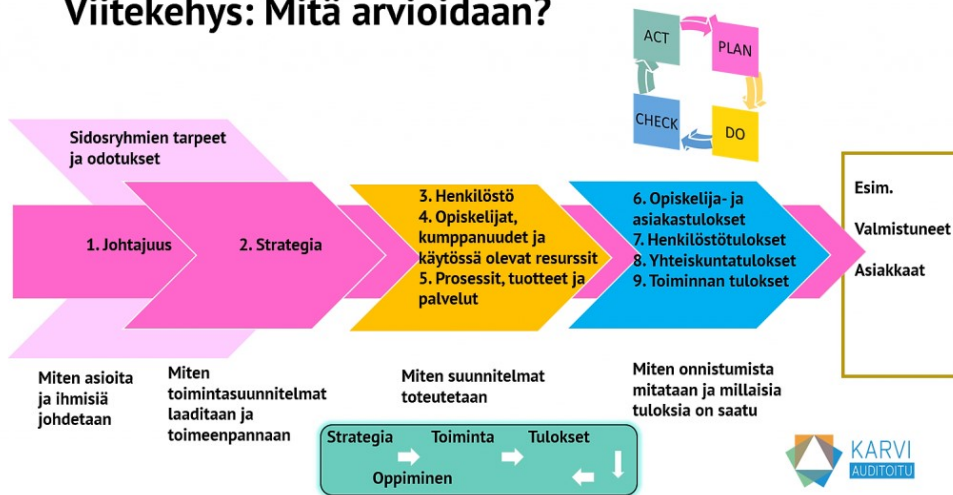 Viitekehys: Mitä arvioidaan?
ACT
PLAN
CHECK
DO
Sidosryhmien tarpeet
ja odotukset
1. Johtajuus
2. Strategia
3. Henkilöstö
4. Opiskelijat,
kumppanuudet ja
käytössä olevat resurssit
5. Prosessit, tuotteet ja
palvelut
6. Opiskelija- ja
asiakastulokset
7. Henkilöstötulokset
8. Yhteiskuntatulokset
9. Toiminnan tulokset
Esim.
Valmistuneet
Asiakkaat
Miten asioita
ja ihmisiä
johdetaan
Miten
toimintasuunnitelmat
laaditaan ja
toimeenpannaan
Miten suunnitelmat
toteutetaan
Miten onnistumista
mitataan ja millaisia
tuloksia on saatu
Strategia
Toiminta
Tulokset
Oppiminen
KARVI
AUDITOITU